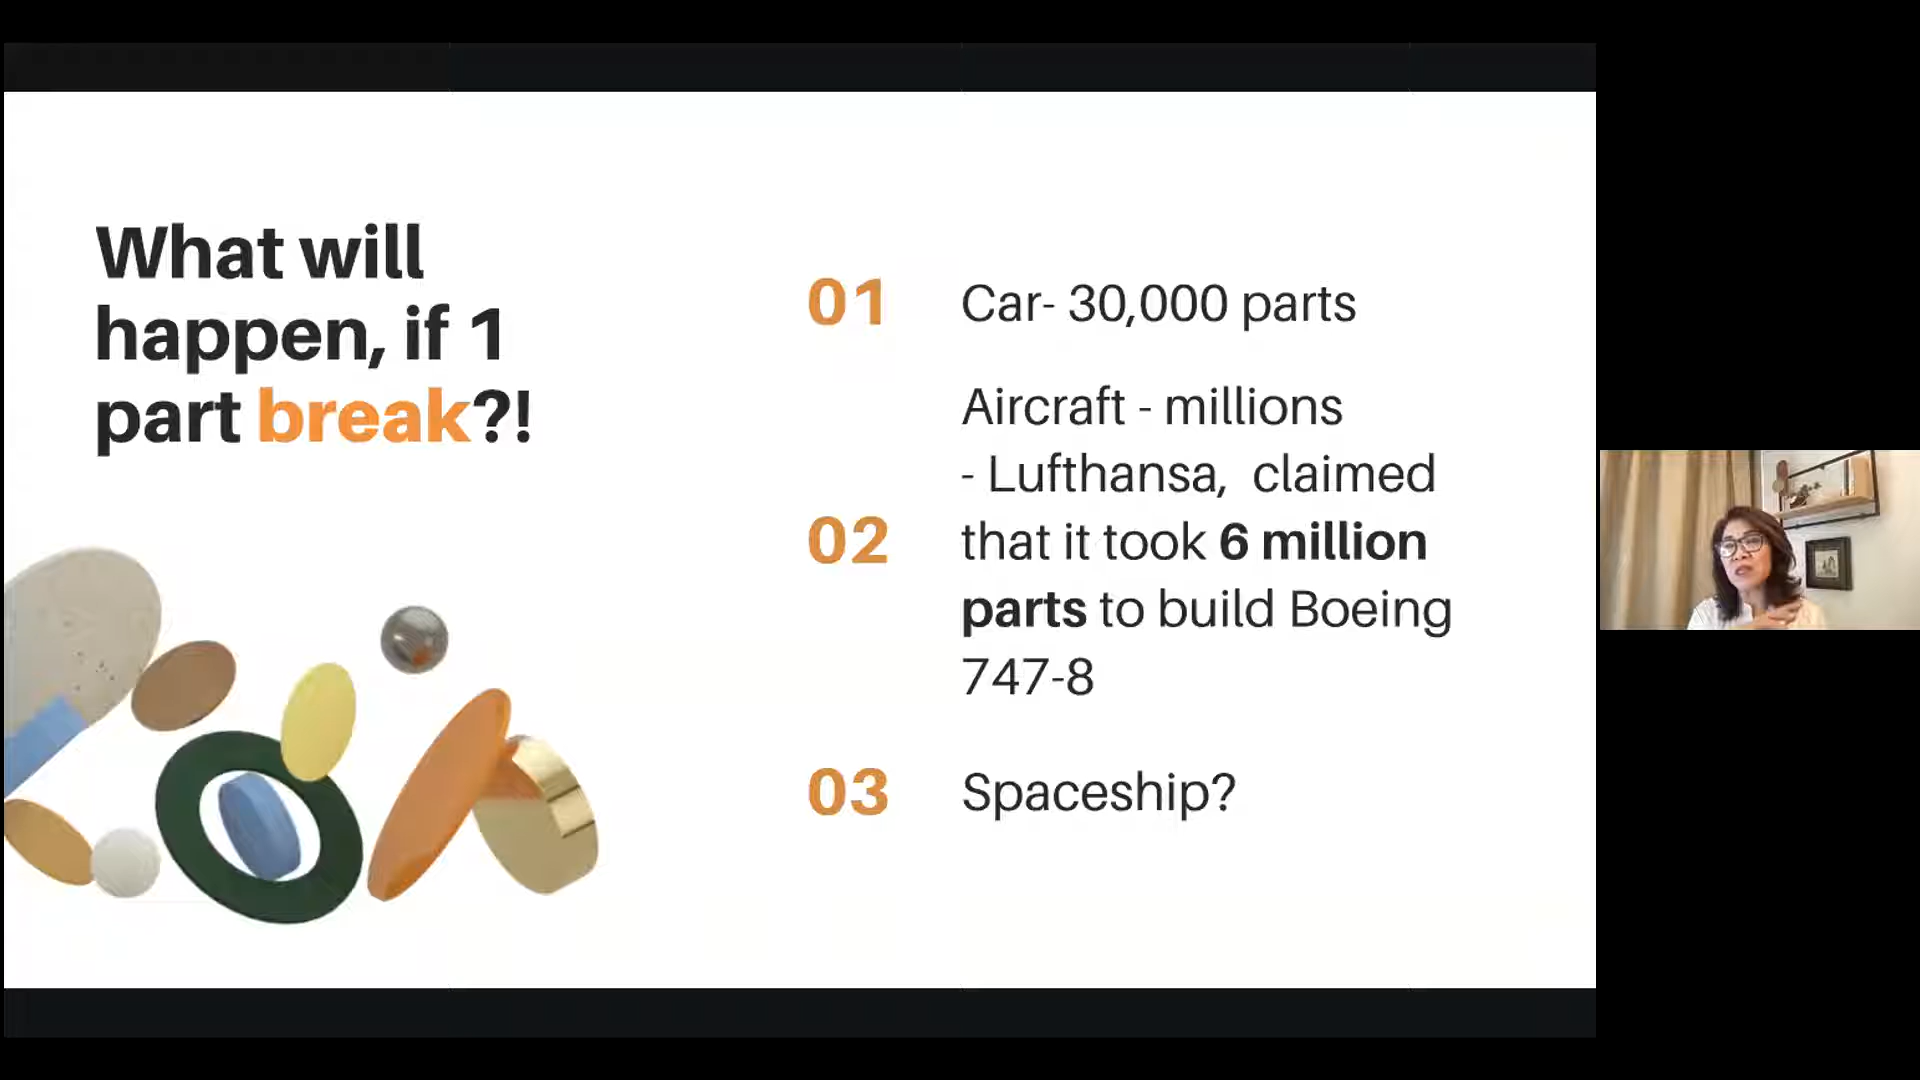 What will
happen, if 1
part break?!
01
Car- 30,000 parts
02
Aircraft - millions
- Lufthansa, claimed
that it took 6 million
parts to build Boeing
747-8
03
Spaceship?